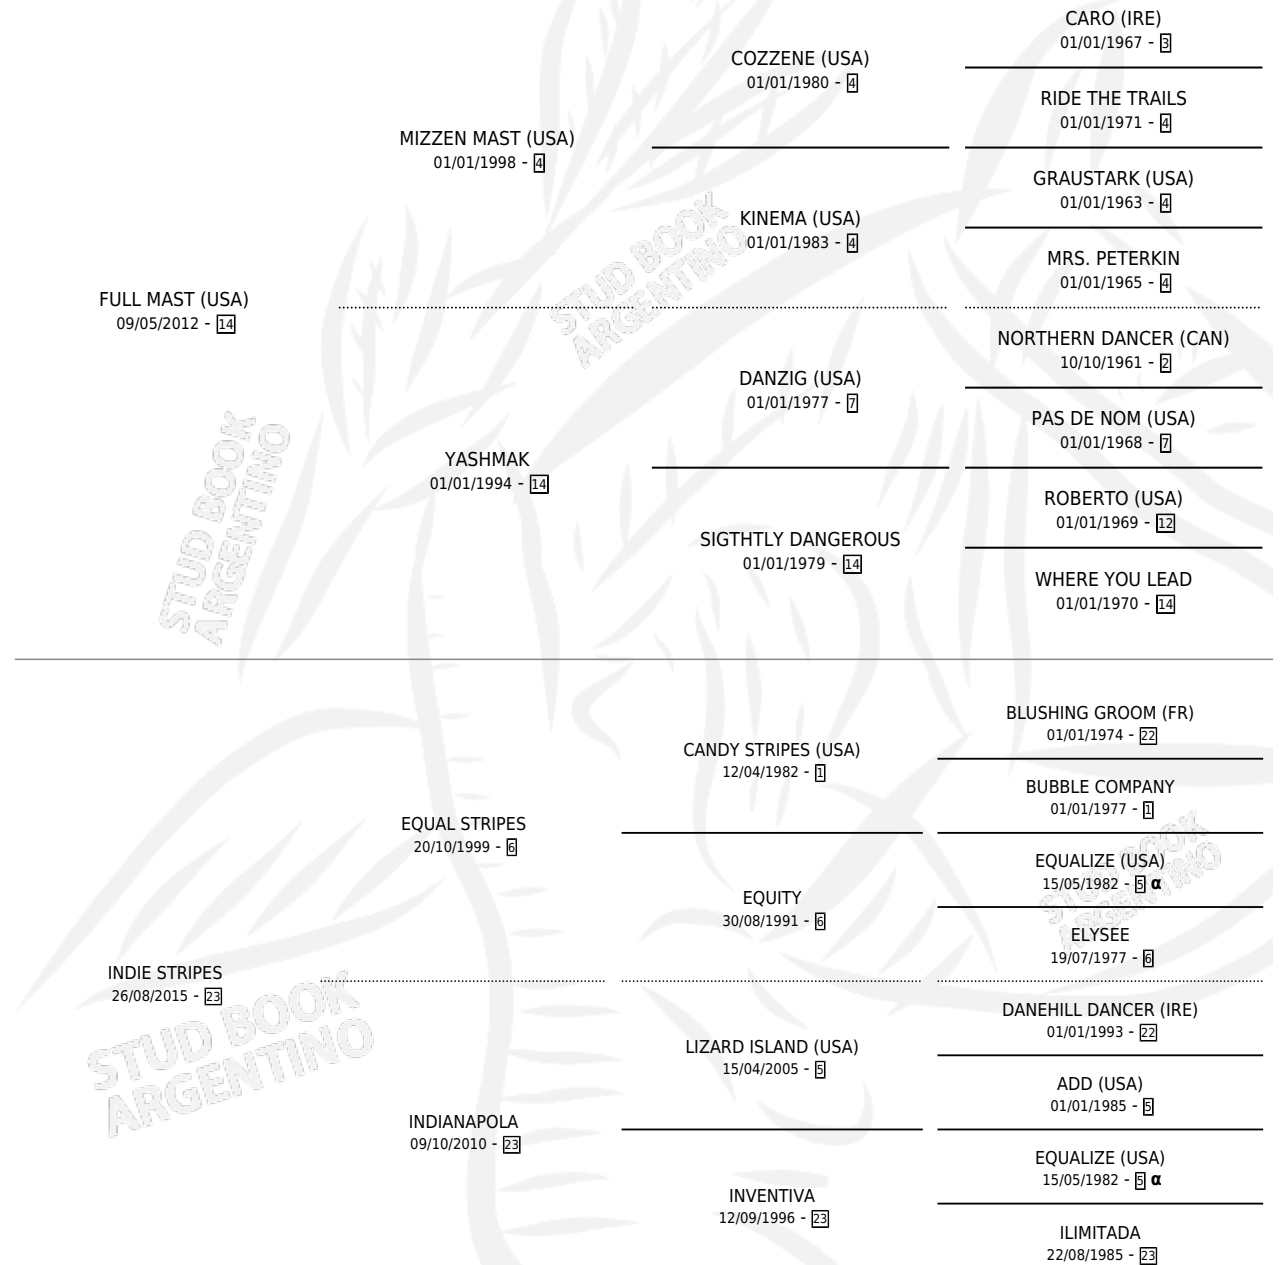 CARO (IRE)
01/01/1967 - 3
COZZENE (USA)
01/01/1980 - 4
RIDE THE TRAILS
01/01/1971 - 4
MIZZEN MAST (USA)
01/01/1998 - 4
GRAUSTARK (USA)
01/01/1963 - 4
KINEMA (USA)
01/01/1983 - 4
MRS. PETERKIN
01/01/1965 - 4
FULL MAST (USA)
09/05/2012 - 14
NORTHERN DANCER (CAN)
10/10/1961 - 2
DANZIG (USA)
01/01/1977 - 7
PAS DE NOM (USA)
01/01/1968 - 7
YASHMAK
01/01/1994 - 14
ROBERTO (USA)
01/01/1969 - 12
SIGTHTLY DANGEROUS
01/01/1979 - 14
WHERE YOU LEAD
01/01/1970 - 14
BLUSHING GROOM (FR)
01/01/1974 - 22
CANDY STRIPES (USA)
12/04/1982 - 1
BUBBLE COMPANY
01/01/1977 - 1
EQUAL STRIPES
20/10/1999 - 6
EQUALIZE (USA)
15/05/1982 - 5 α
EQUITY
30/08/1991 - 6
ELYSEE
19/07/1977 - 6
INDIE STRIPES
26/08/2015 - 23
DANEHILL DANCER (IRE)
01/01/1993 - 22
LIZARD ISLAND (USA)
15/04/2005 - 5
ADD (USA)
01/01/1985 - 5
INDIANAPOLA
09/10/2010 - 23
EQUALIZE (USA)
15/05/1982 - 5 α
INVENTIVA
12/09/1996 - 23
ILIMITADA
22/08/1985 - 23
STUD BOOK
ARGENTINO
STUD BOOK
ARGENTINO
STUD BOOK
ARGENTINO
STUD BOOK
ARGENTINO